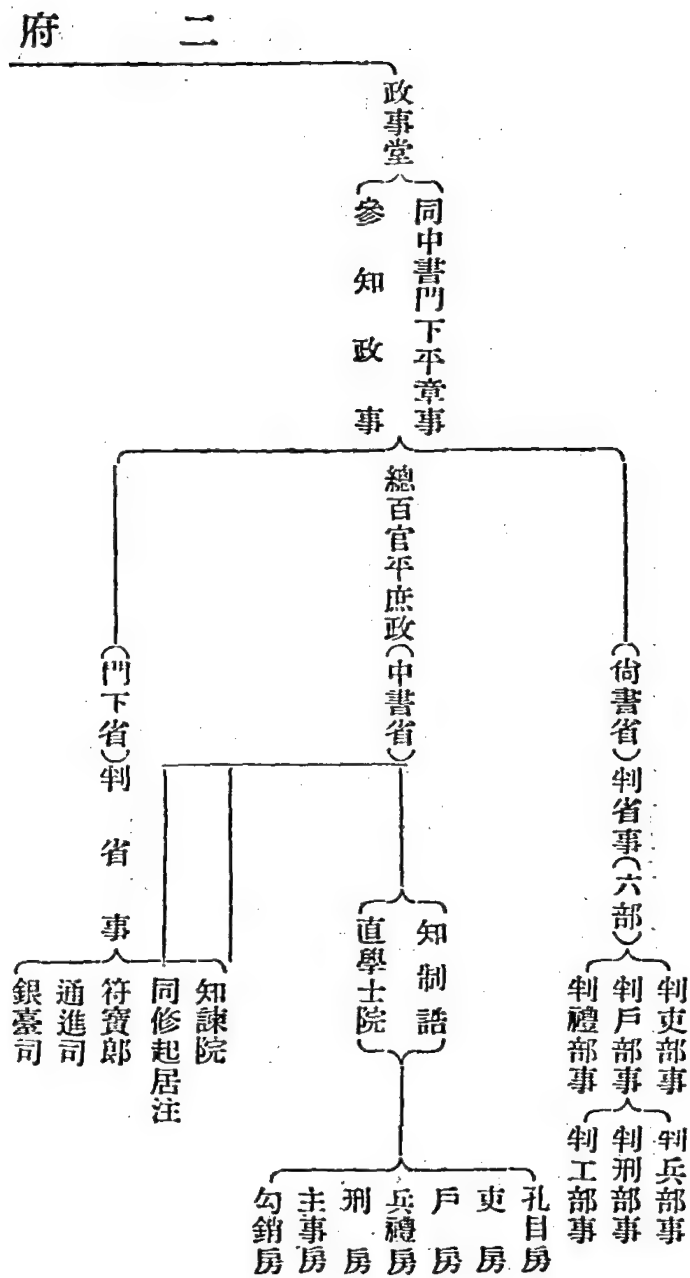 二府
政事堂
同中書門下平章事
參知政事
總百官平庶政(中書省)
(尙書省)判省事(六部)
判吏部事
判戶部事
判禮部事
判兵部事
判刑部事
判工部事
知制誥
直學士院
孔目房
吏房
戶房
兵禮房
刑房
主事房
勾銷房
(門下省)判省事
知諫院
同修起居注
符寶郞
通進司
銀臺司